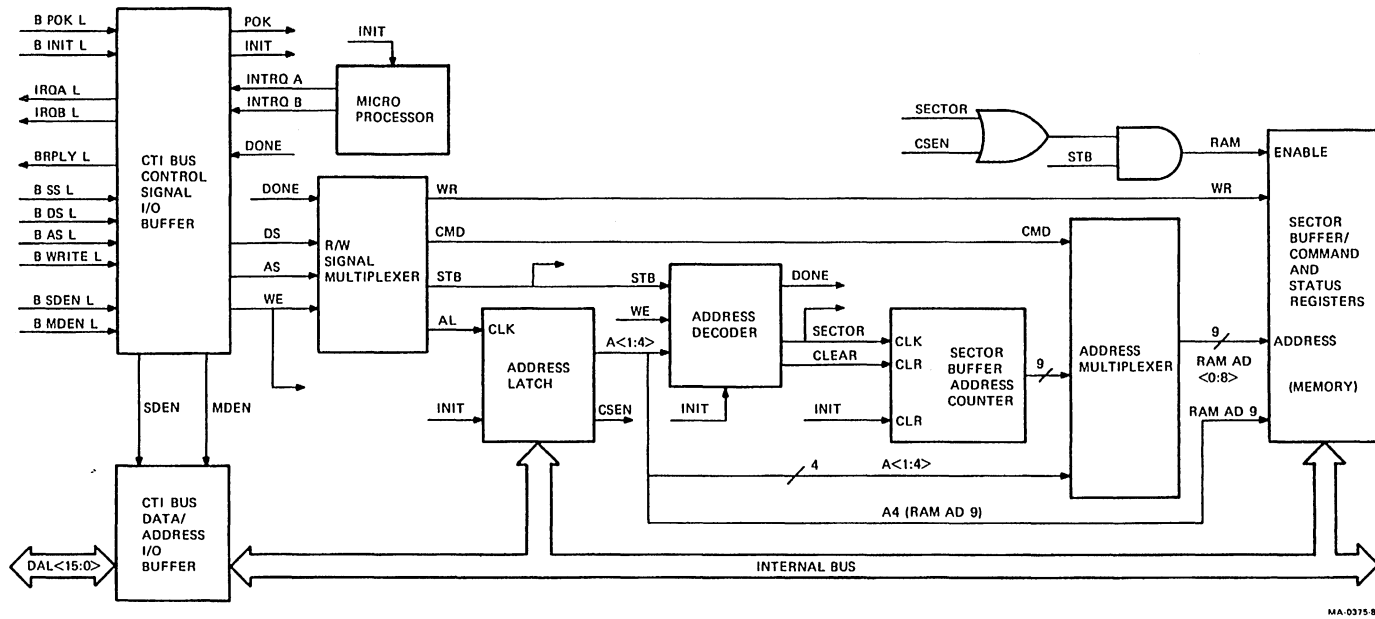 B POK L
B INIT L
IRQA L
IRQB L
BRPLY L
B SS L
B DS L
B AS L
B WRITE L
B SDEN L
B MDEN L
CTI BUS
CONTROL
SIGNAL
I/O
BUFFER
POK
INIT
INTRQ A
INTRQ B
DONE
DS
AS
WE
INIT
MICRO
PROCESSOR
DONE
R/W
SIGNAL
MULTIPLEXER
WR
CMD
STB
AL
SECTOR
CSEN
STB
RAM
WR
CMD
CLK
ADDRESS
LATCH
INIT
A<1:4>
CSEN
STB
WE
INIT
ADDRESS
DECODER
DONE
SECTOR
CLEAR
INIT
CLK
CLR
CLR
SECTOR
BUFFER
ADDRESS
COUNTER
9
ADDRESS
MULTIPLEXER
9
RAM AD
<0:8>
RAM AD 9
ENABLE
SECTOR
BUFFER/
COMMAND
AND
STATUS
REGISTERS
ADDRESS
(MEMORY)
4
A<1:4>
A4 (RAM AD 9)
SDEN
MDEN
CTI BUS
DATA/
ADDRESS
I/O
BUFFER
DAL<15:0>
INTERNAL BUS